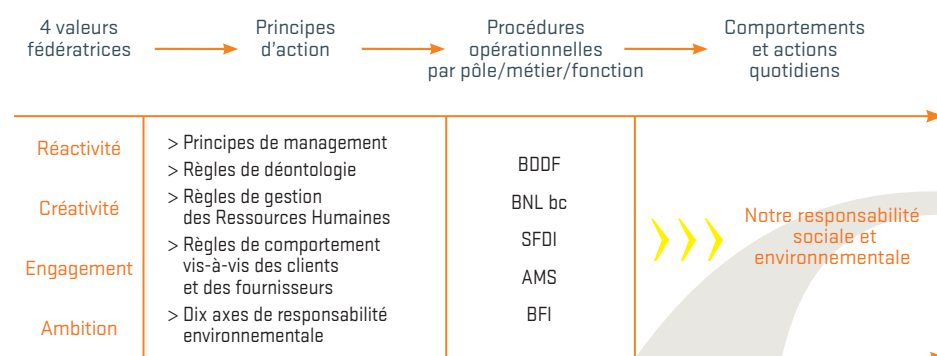 4 valeurs
fédératrices
Principes
d'action
Procédures
opérationnelles
par pôle/métier/fonction
Comportements
et actions
quotidiens
Réactivité
Créativité
Engagement
Ambition
> Principes de management
> Règles de déontologie
> Règles de gestion
des Ressources Humaines
> Règles de comportement
vis-à-vis des clients
et des fournisseurs
> Dix axes de responsabilité
environnementale
BDDF
BNL bc
SFDI
AMS
BFI
Notre responsabilité
sociale et
environnementale